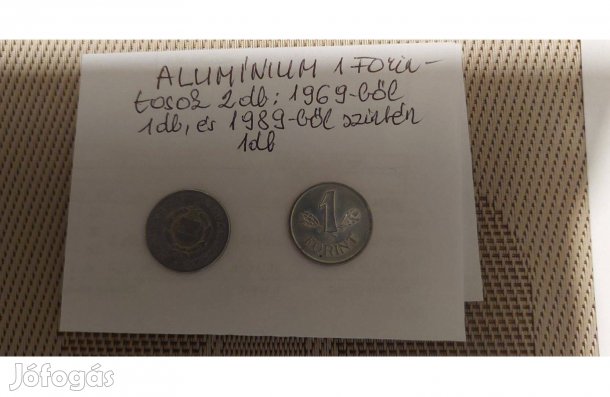 ALUMÍNIUM 1 Forin-
tosok 2db: 1969-ből
1db, és 1989-ből szintén
1db
1
FORINT
Jófogás